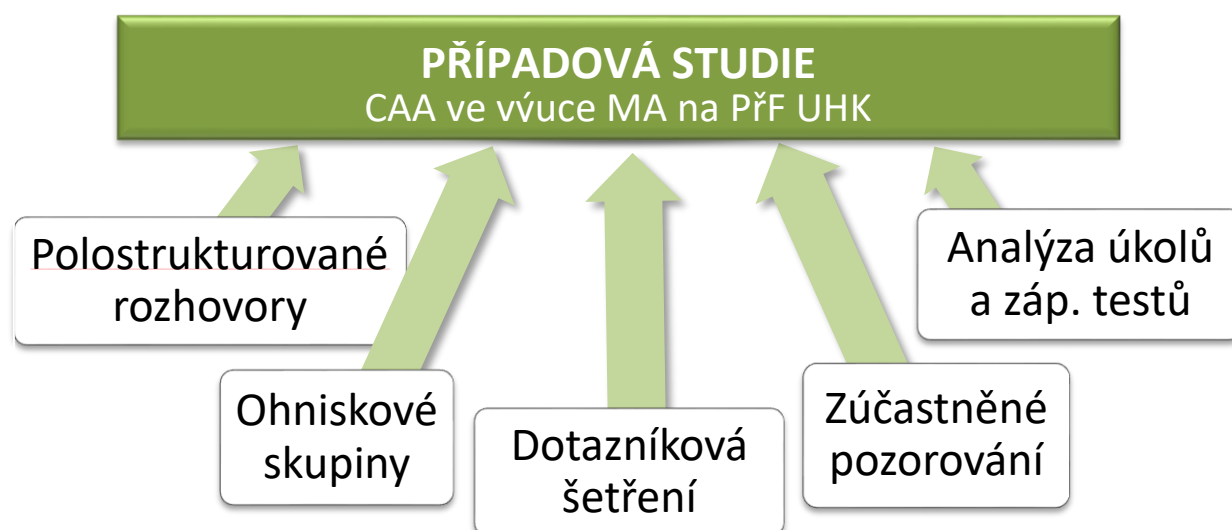 PŘÍPADOVÁ STUDIE
CAA ve výuce MA na PřF UHK
Polostrukturované
rozhovory
Ohniskové
skupiny
Dotazníková
šetření
Zúčastněné
pozorování
Analýza úkolů
a záp. testů